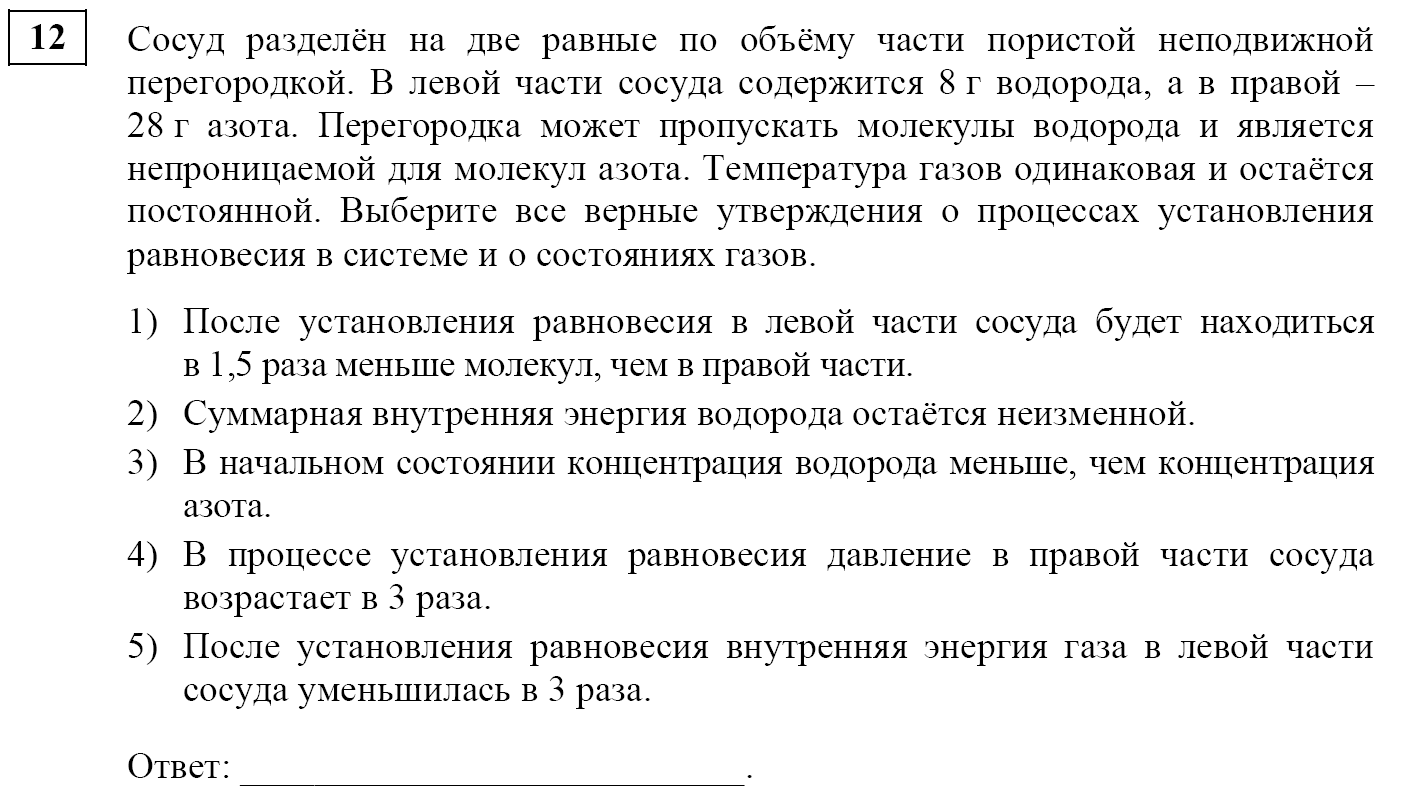 12
Сосуд разделён на две равные по объёму части пористой неподвижной
перегородкой. В левой части сосуда содержится 8 г водорода, а в правой –
28 г азота. Перегородка может пропускать молекулы водорода и является
непроницаемой для молекул азота. Температура газов одинаковая и остаётся
постоянной. Выберите все верные утверждения о процессах установления
равновесия в системе и о состояниях газов.
1) После установления равновесия в левой части сосуда будет находиться
в 1,5 раза меньше молекул, чем в правой части.
2) Суммарная внутренняя энергия водорода остаётся неизменной.
3) В начальном состоянии концентрация водорода меньше, чем концентрация
азота.
4) В процессе установления равновесия давление в правой части сосуда
возрастает в 3 раза.
5) После установления равновесия внутренняя энергия газа в левой части
сосуда уменьшилась в 3 раза.
Ответ: ___________________________.